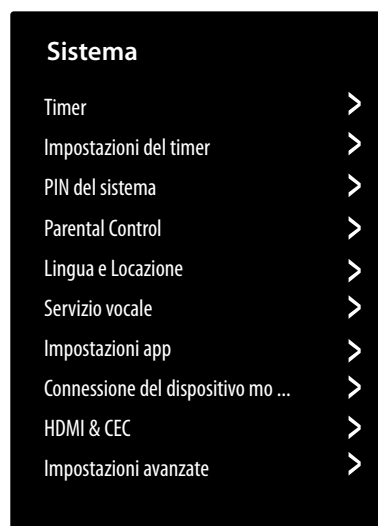 Sistema
Timer >
Impostazioni del timer >
PIN del sistema >
Parental Control >
Lingua e Locazione >
Servizio vocale >
Impostazioni app >
Connessione del dispositivo mo ... >
HDMI & CEC >
Impostazioni avanzate >